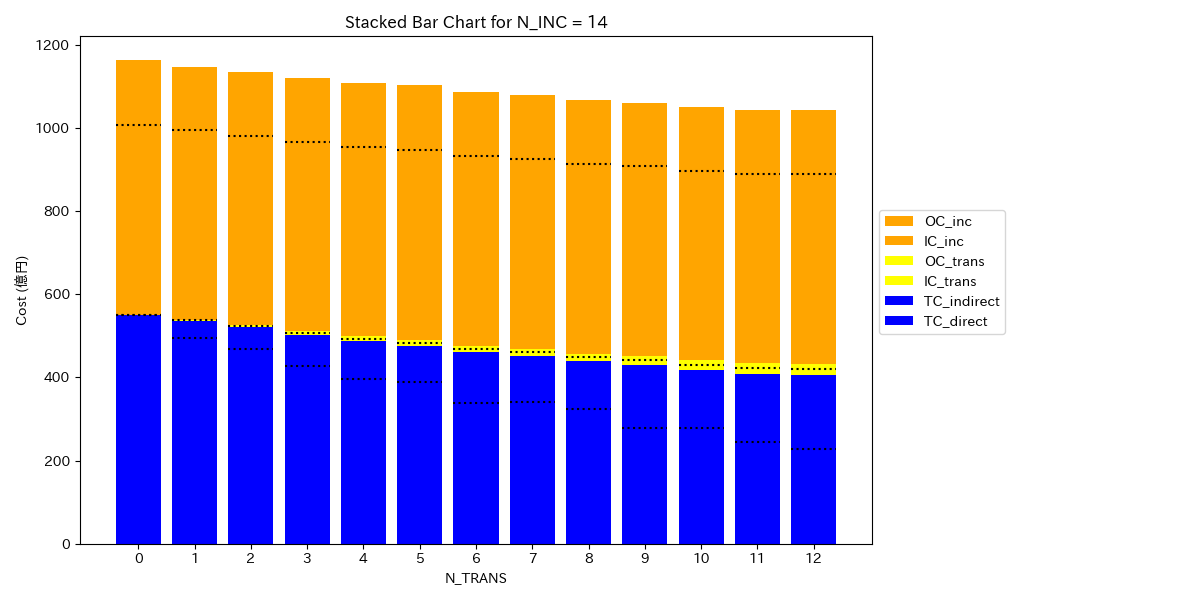 Stacked Bar Chart for N_INC = 14
Cost (億円)
1200
1000
800
600
400
200
0
0 1 2 3 4 5 6 7 8 9 10 11 12
N_TRANS
OC_inc
IC_inc
OC_trans
IC_trans
TC_indirect
TC_direct